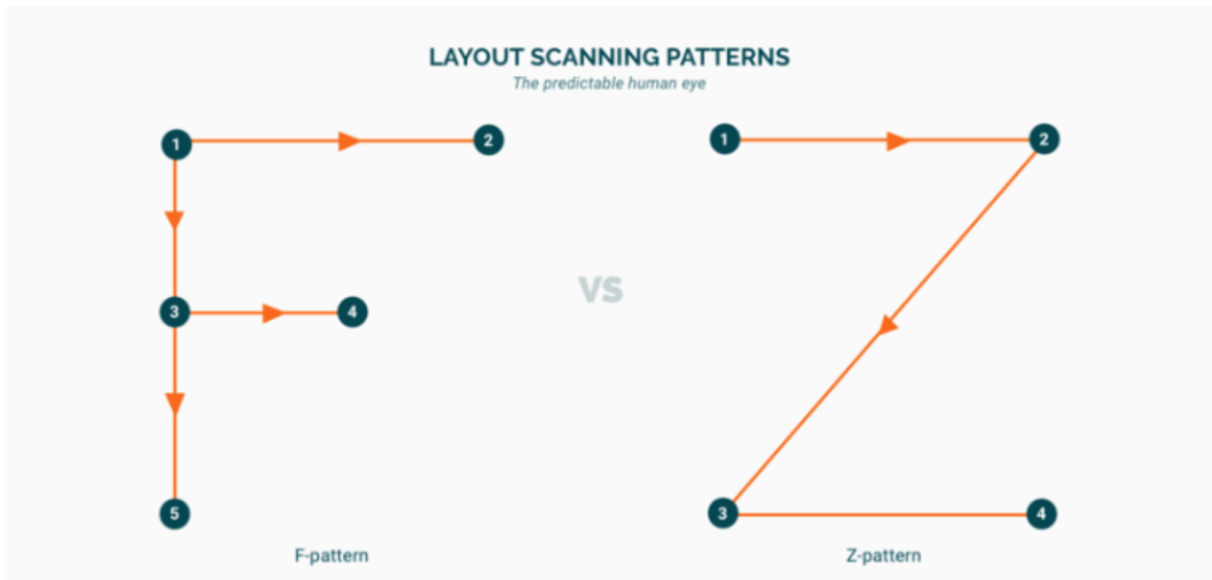 LAYOUT SCANNING PATTERNS
The predictable human eye
1
2
3
4
5
F-pattern
VS
1
2
3
4
Z-pattern